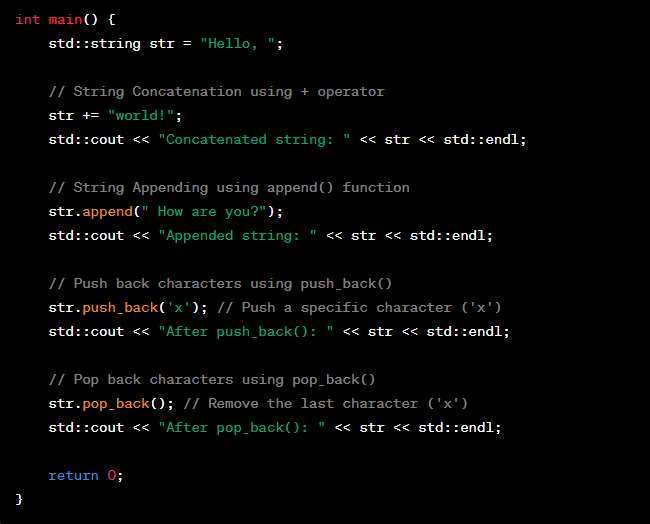 int main() {
    std::string str = "Hello, ";

    // String Concatenation using + operator
    str += "world!";
    std::cout << "Concatenated string: " << str << std::endl;

    // String Appending using append() function
    str.append(" How are you?");
    std::cout << "Appended string: " << str << std::endl;

    // Push back characters using push_back()
    str.push_back('x'); // Push a specific character ('x')
    std::cout << "After push_back(): " << str << std::endl;

    // Pop back characters using pop_back()
    str.pop_back(); // Remove the last character ('x')
    std::cout << "After pop_back(): " << str << std::endl;

    return 0;
}